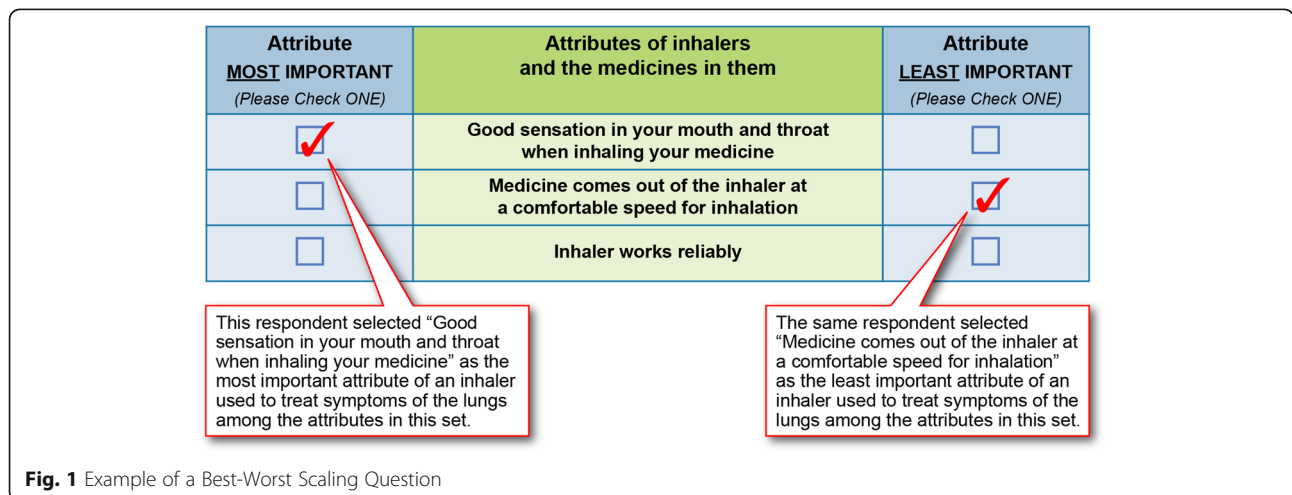 Attribute
MOST IMPORTANT
(Please Check ONE)
Attributes of inhalers
and the medicines in them
Attribute
LEAST IMPORTANT
(Please Check ONE)
Good sensation in your mouth and throat
when inhaling your medicine
Medicine comes out of the inhaler at
a comfortable speed for inhalation
Inhaler works reliably
This respondent selected “Good
sensation in your mouth and throat
when inhaling your medicine” as the
most important attribute of an inhaler
used to treat symptoms of the lungs
among the attributes in this set.
The same respondent selected
“Medicine comes out of the inhaler at
a comfortable speed for inhalation”
as the least important attribute of an
inhaler used to treat symptoms of the
lungs among the attributes in this set.
Fig. 1 Example of a Best-Worst Scaling Question